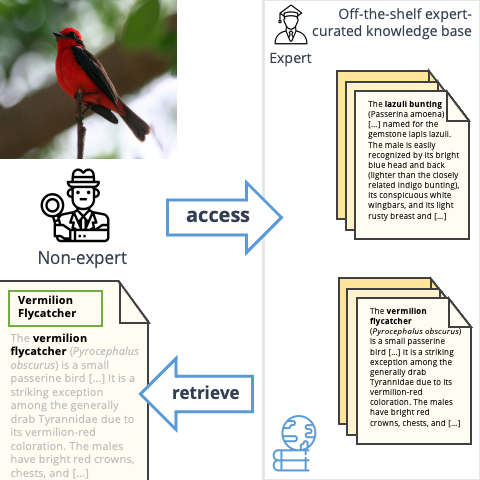 Off-the-shelf expert-
curated knowledge base
Expert
The lazuli bunting
(Passerina amoena)
[...] named for the
gemstone lapis lazuli.
The male is easily
recognized by its bright
blue head and back
(lighter than the closely
related indigo bunting),
its conspicuous white
wingbars, and its light
rusty breast and [...]
access
Non-expert
Vermilion
Flycatcher
The vermilion
flycatcher (Pyrocephalus
obscurus) is a small
passerine bird [...] It is a
striking exception
among the generally
drab Tyrannidae due to
its vermilion-red
coloration. The males
have bright red crowns,
chests, and [...]
retrieve
The vermilion
flycatcher
(Pyrocephalus obscurus)
is a small passerine
bird [...] it is a striking
exception among the
generally drab
Tyrannidae due to its
vermilion-red
coloration. The males
have bright red
crowns, chests, and [...]